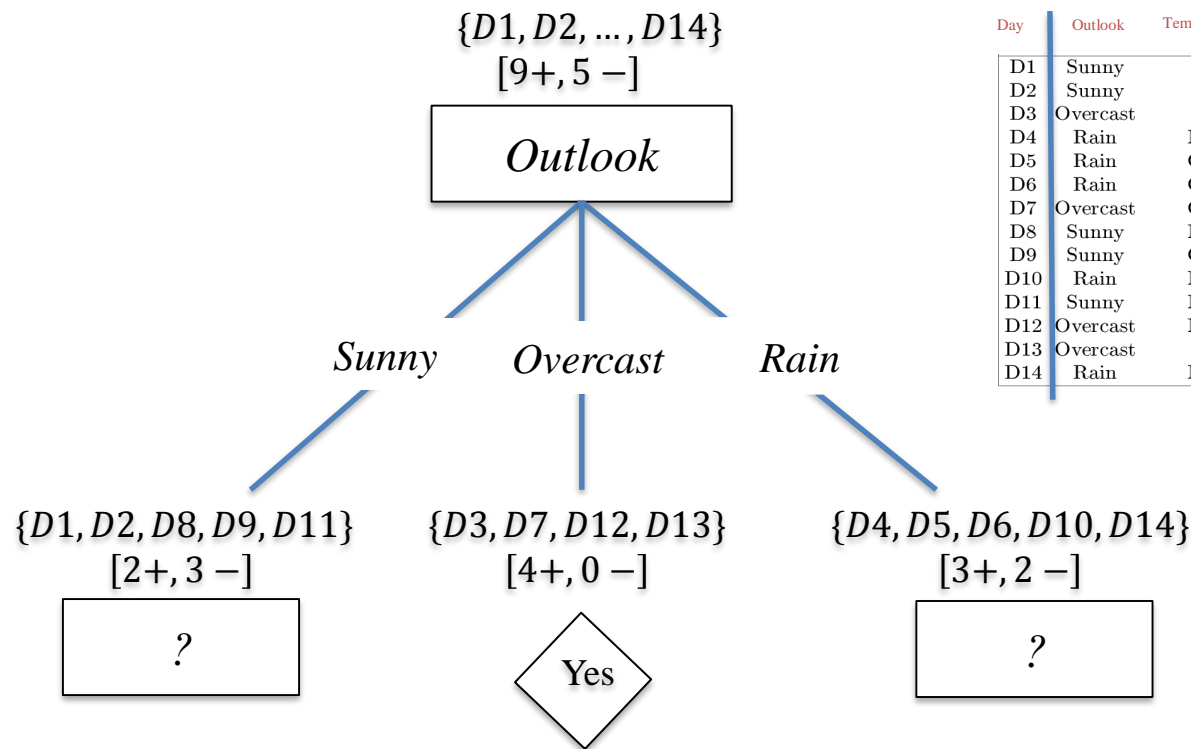 {D1, D2, …, D14}
[9+, 5 −]
Outlook
Sunny Overcast Rain
{D1, D2, D8, D9, D11}
[2+, 3 −]
?
{D3, D7, D12, D13}
[4+, 0 −]
Yes
{D4, D5, D6, D10, D14}
[3+, 2 −]
?
Day Outlook Tem
D1 Sunny
D2 Sunny
D3 Overcast
D4 Rain
D5 Rain
D6 Rain
D7 Overcast
D8 Sunny
D9 Sunny
D10 Rain
D11 Sunny
D12 Overcast
D13 Overcast
D14 Rain